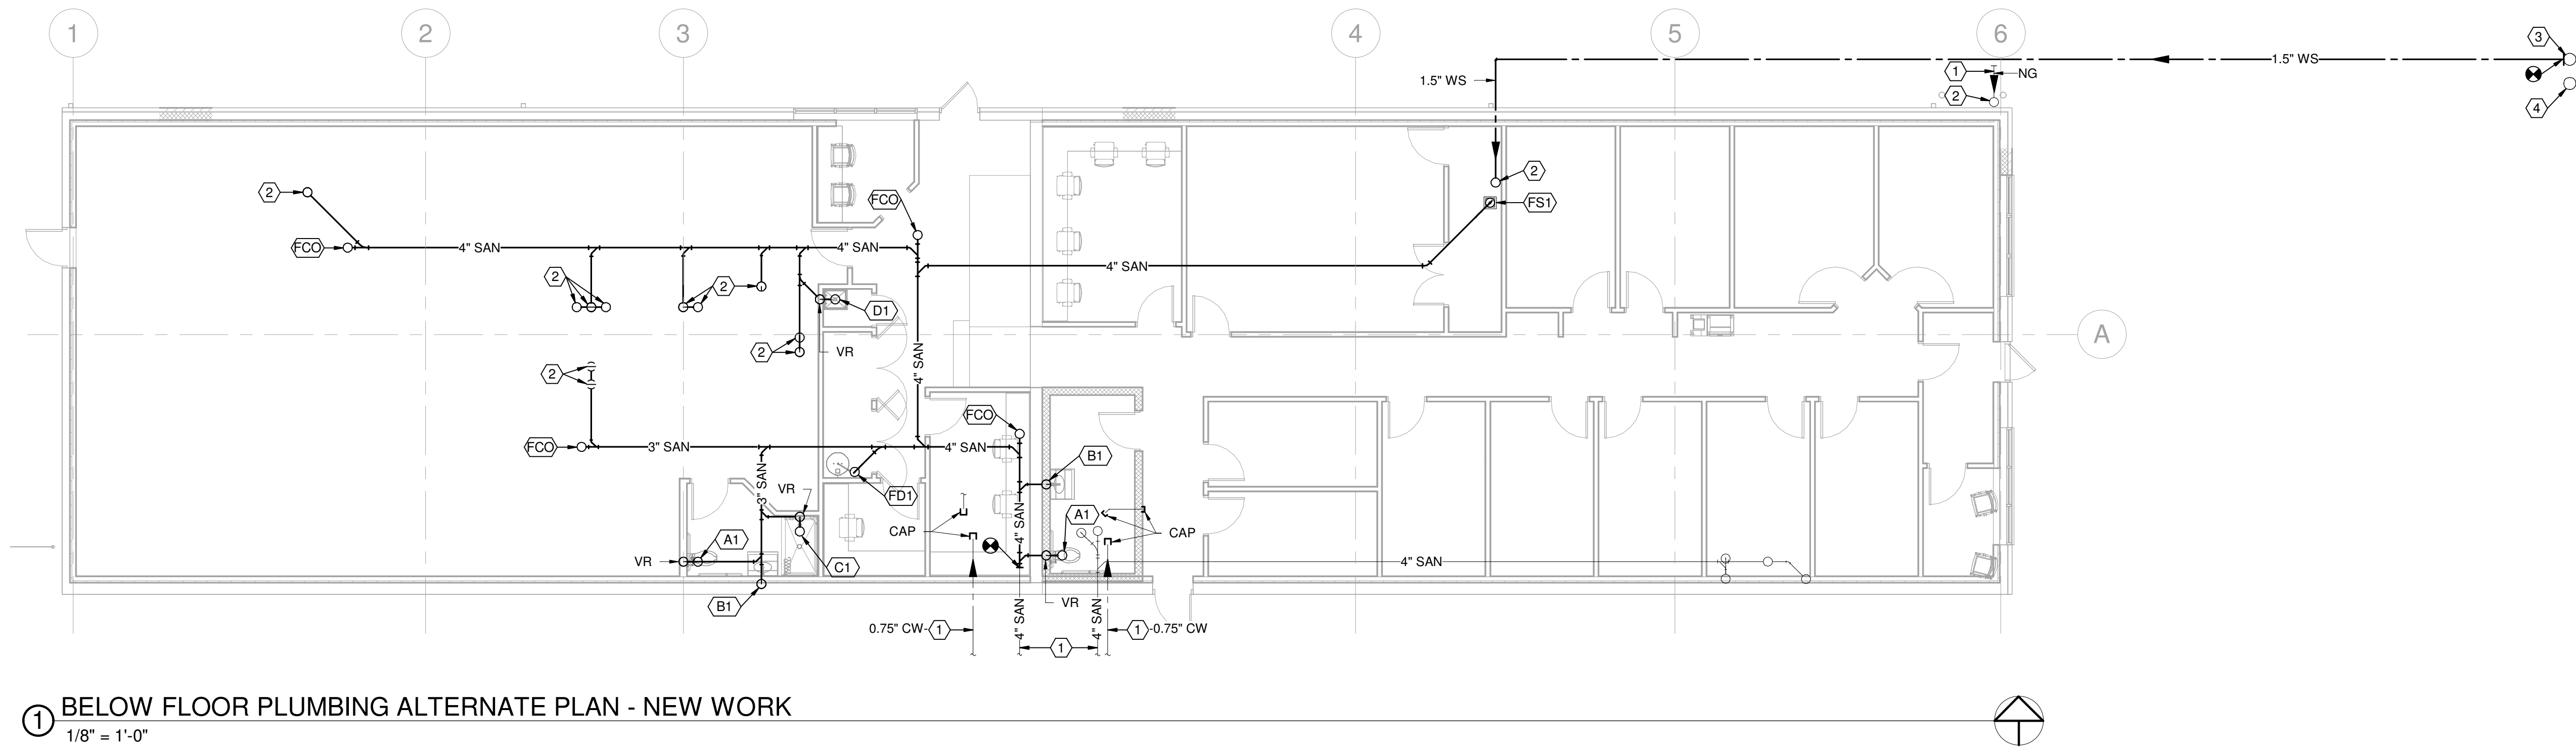 1
2
3
4
5
6
3
1.5" WS
1.5" WS
1
NG
2
4
2
FCO
2
FS1
FCO
4" SAN
4" SAN
4" SAN
2
2
D1
A
2
VR
4" SAN
2
FCO
FCO
3" SAN
4" SAN
B1
3" SAN
VR
FD1
4" SAN
A1
CAP
CAP
A1
VR
C1
4" SAN
B1
VR
4" SAN
4" SAN
0.75" CW
1
1
0.75" CW
1
1 BELOW FLOOR PLUMBING ALTERNATE PLAN - NEW WORK
1/8" = 1'-0"